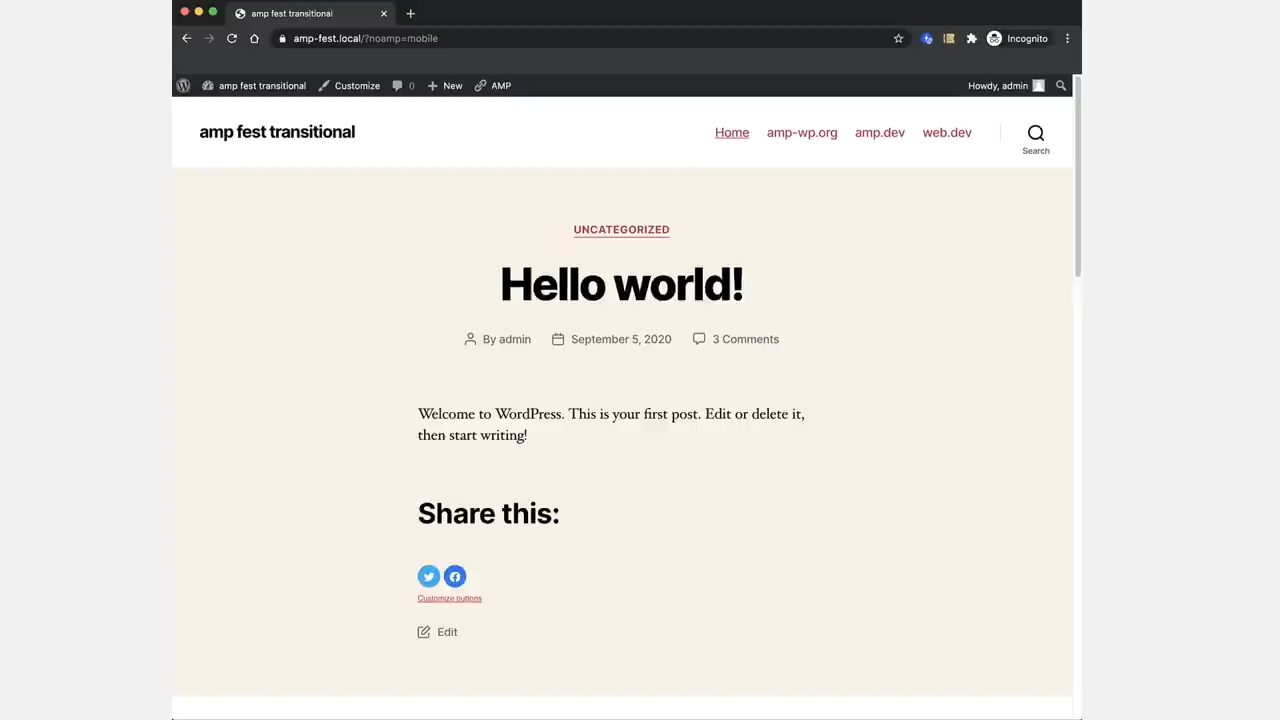 amp fest transitional
amp-fest.local/?noamp=mobile
Incognito
amp fest transitional Customize 0 New AMP Howdy, admin
amp fest transitional
Home amp-wp.org amp.dev web.dev
Search
UNCATEGORIZED
Hello world!
By admin September 5, 2020 3 Comments
Welcome to WordPress. This is your first post. Edit or delete it,
then start writing!
Share this:
Customize buttons
Edit